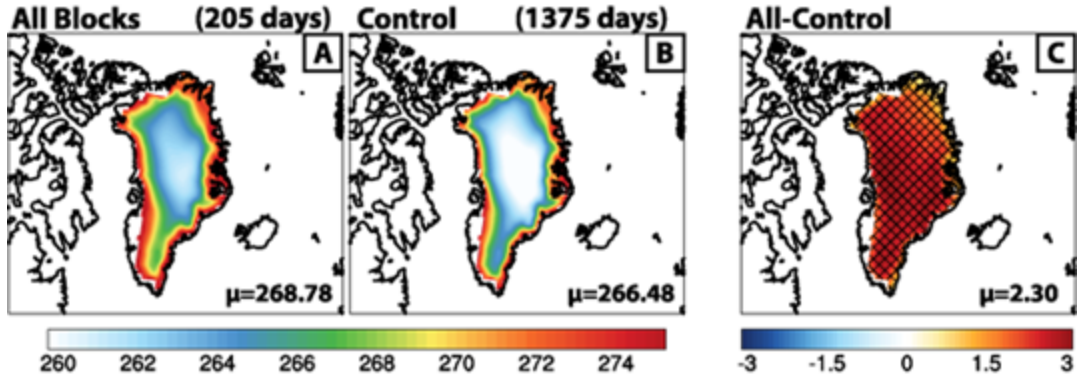 All Blocks (205 days) Control (1375 days) All-Control
A B C
μ=268.78 μ=266.48 μ=2.30
260 262 264 266 268 270 272 274 -3 -1.5 0 1.5 3